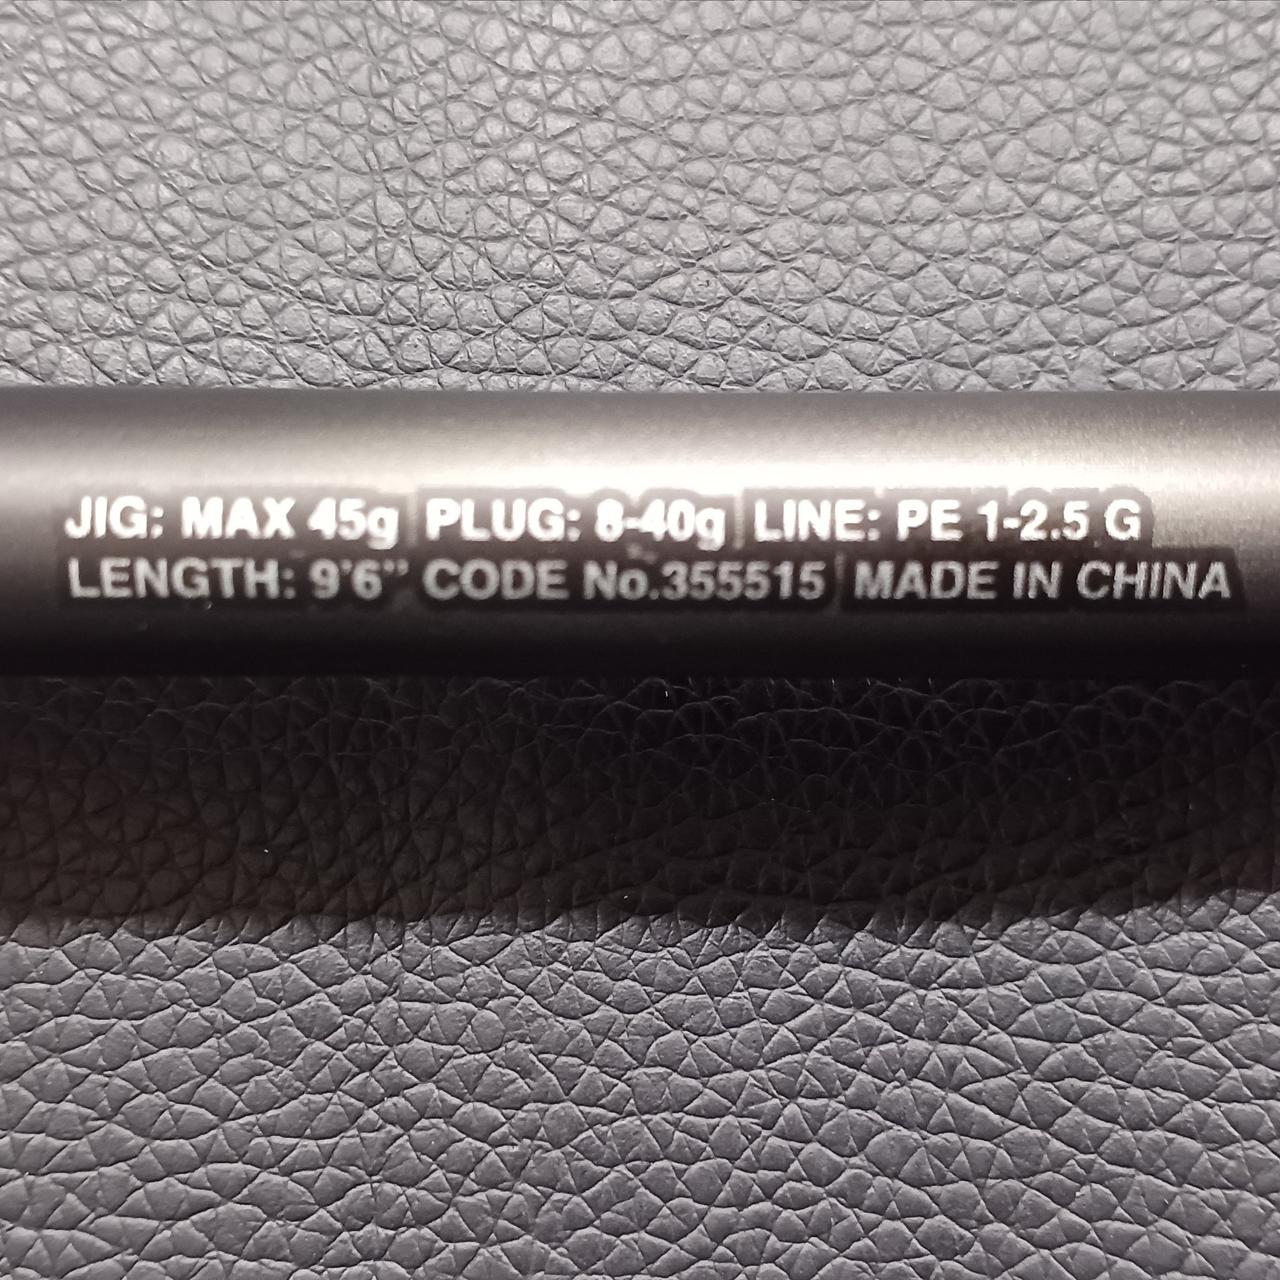 JIG: MAX 45g PLUG: 8-40g LINE: PE 1-2.5 G
LENGTH: 9'6" CODE No.355515 MADE IN CHINA